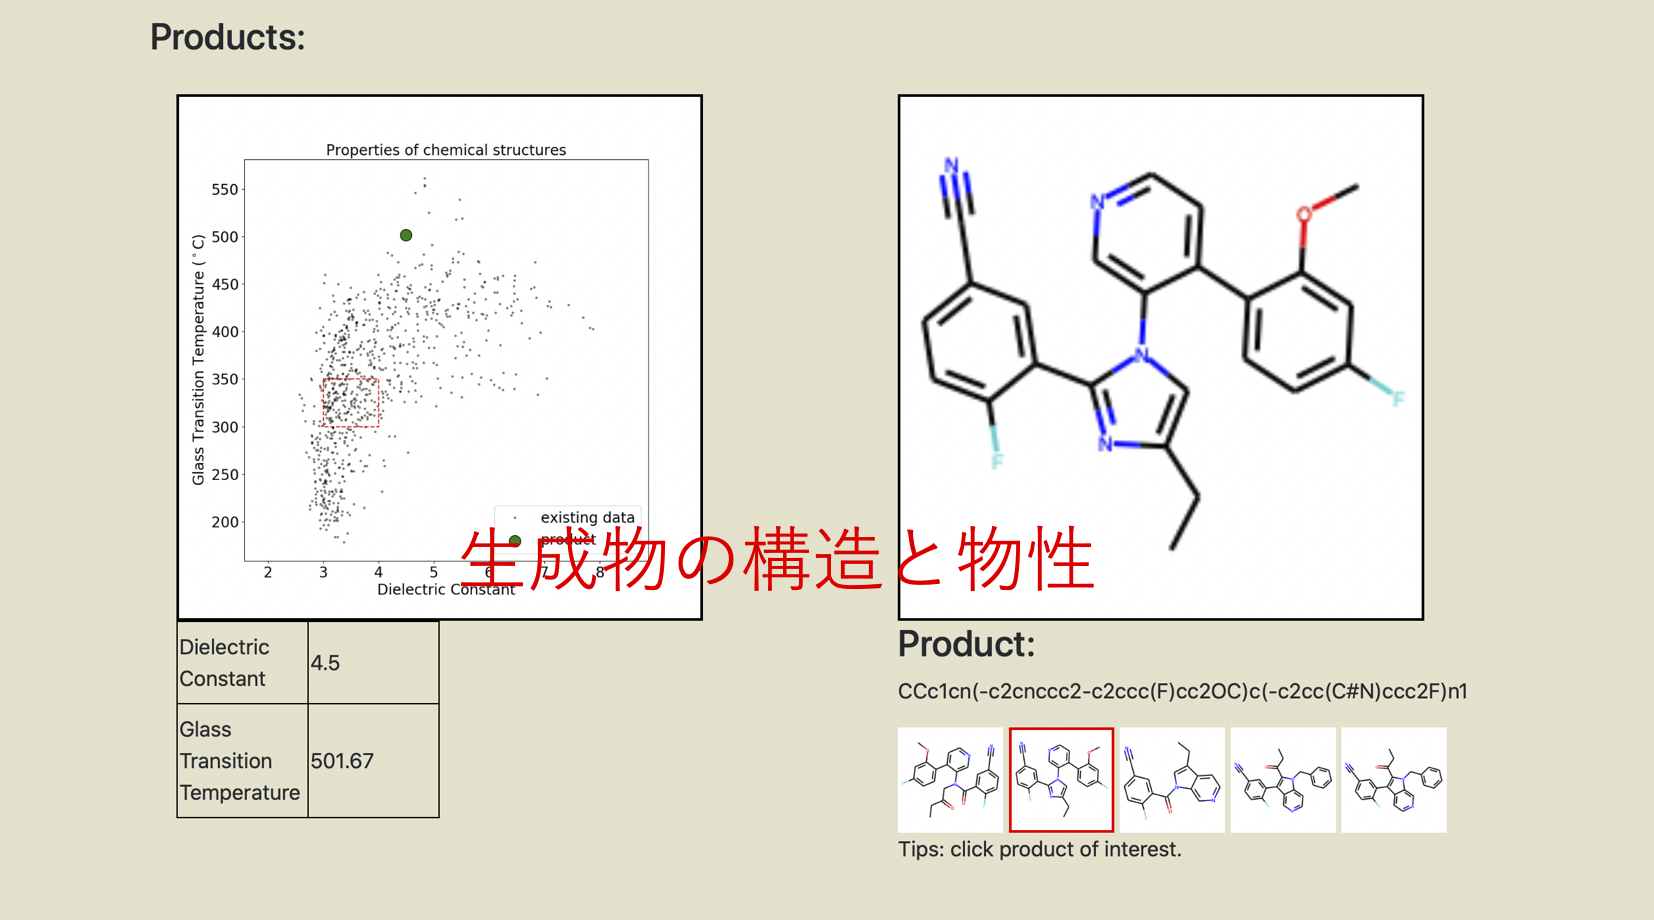 Products:
Properties of chemical structures
Glass Transition Temperature (°C)
550
500
450
400
350
300
250
200
existing data
product
2 3 4 5 6 7 8
Dielectric Constant
生成物の構造と物性
Dielectric Constant 4.5
Glass Transition Temperature 501.67
N
N
O
N
N
F
F
Product:
CCc1cn(-c2cnccc2-c2ccc(F)cc2OC)c(-c2cc(C#N)ccc2F)n1
Tips: click product of interest.